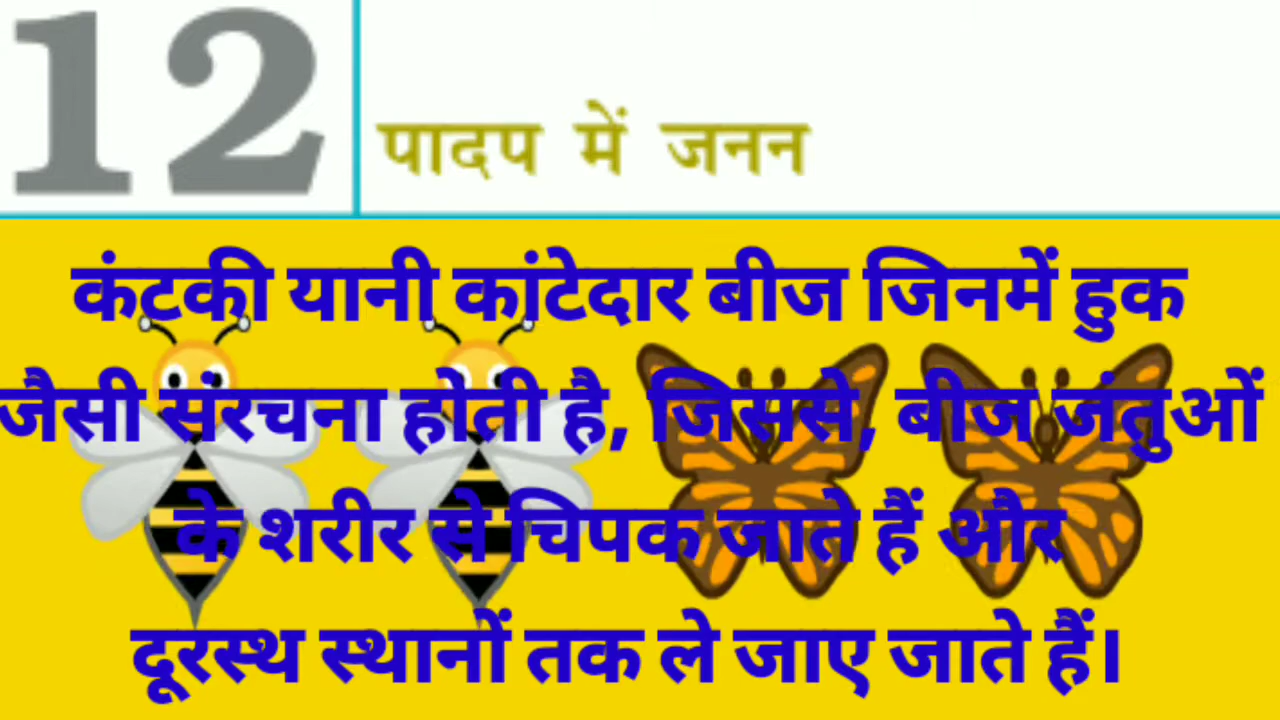 12
पादप में जनन
कंटकी यानी कांटेदार बीज जिनमें हुक
जैसी संरचना होती है, जिससे, बीज जंतुओं
के शरीर से चिपक जाते हैं और
दूरस्थ स्थानों तक ले जाए जाते हैं।